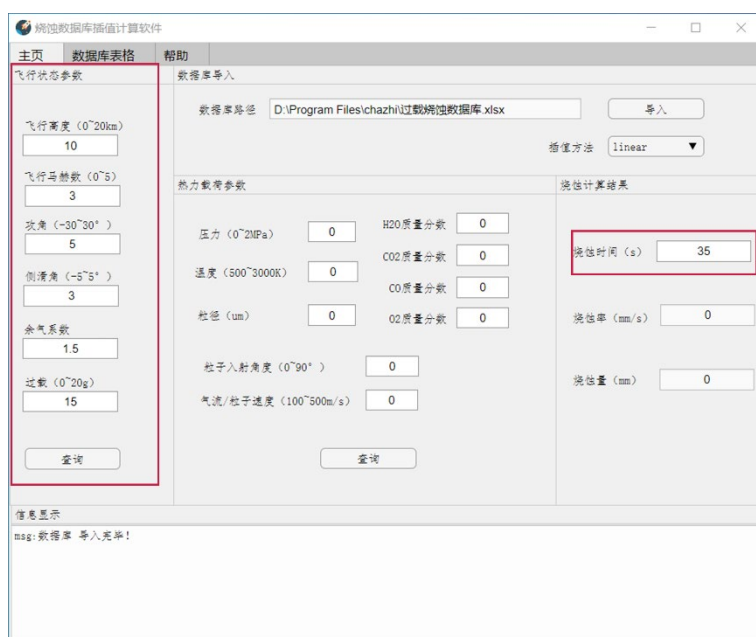 烧蚀数据库插值计算软件
主页 数据库表格 帮助
飞行状态参数
飞行高度（0~20km）
10
飞行马赫数（0~5）
3
攻角（-30~30°）
5
侧滑角（-5~5°）
3
余气系数
1.5
过载（0~20g）
15
查询
数据库导入
数据库路径 D:\Program Files\chazhi\过载烧蚀数据库.xlsx 导入
插值方法 linear
热力载荷参数
压力（0~2MPa） 0
温度（500~3000K） 0
粒径（um） 0
H2O质量分数 0
CO2质量分数 0
CO质量分数 0
O2质量分数 0
粒子入射角度（0~90°） 0
气流/粒子速度（100~500m/s） 0
查询
烧蚀计算结果
烧蚀时间（s） 35
烧蚀率（mm/s） 0
烧蚀量（mm） 0
信息显示
msg:数据库 导入完毕!